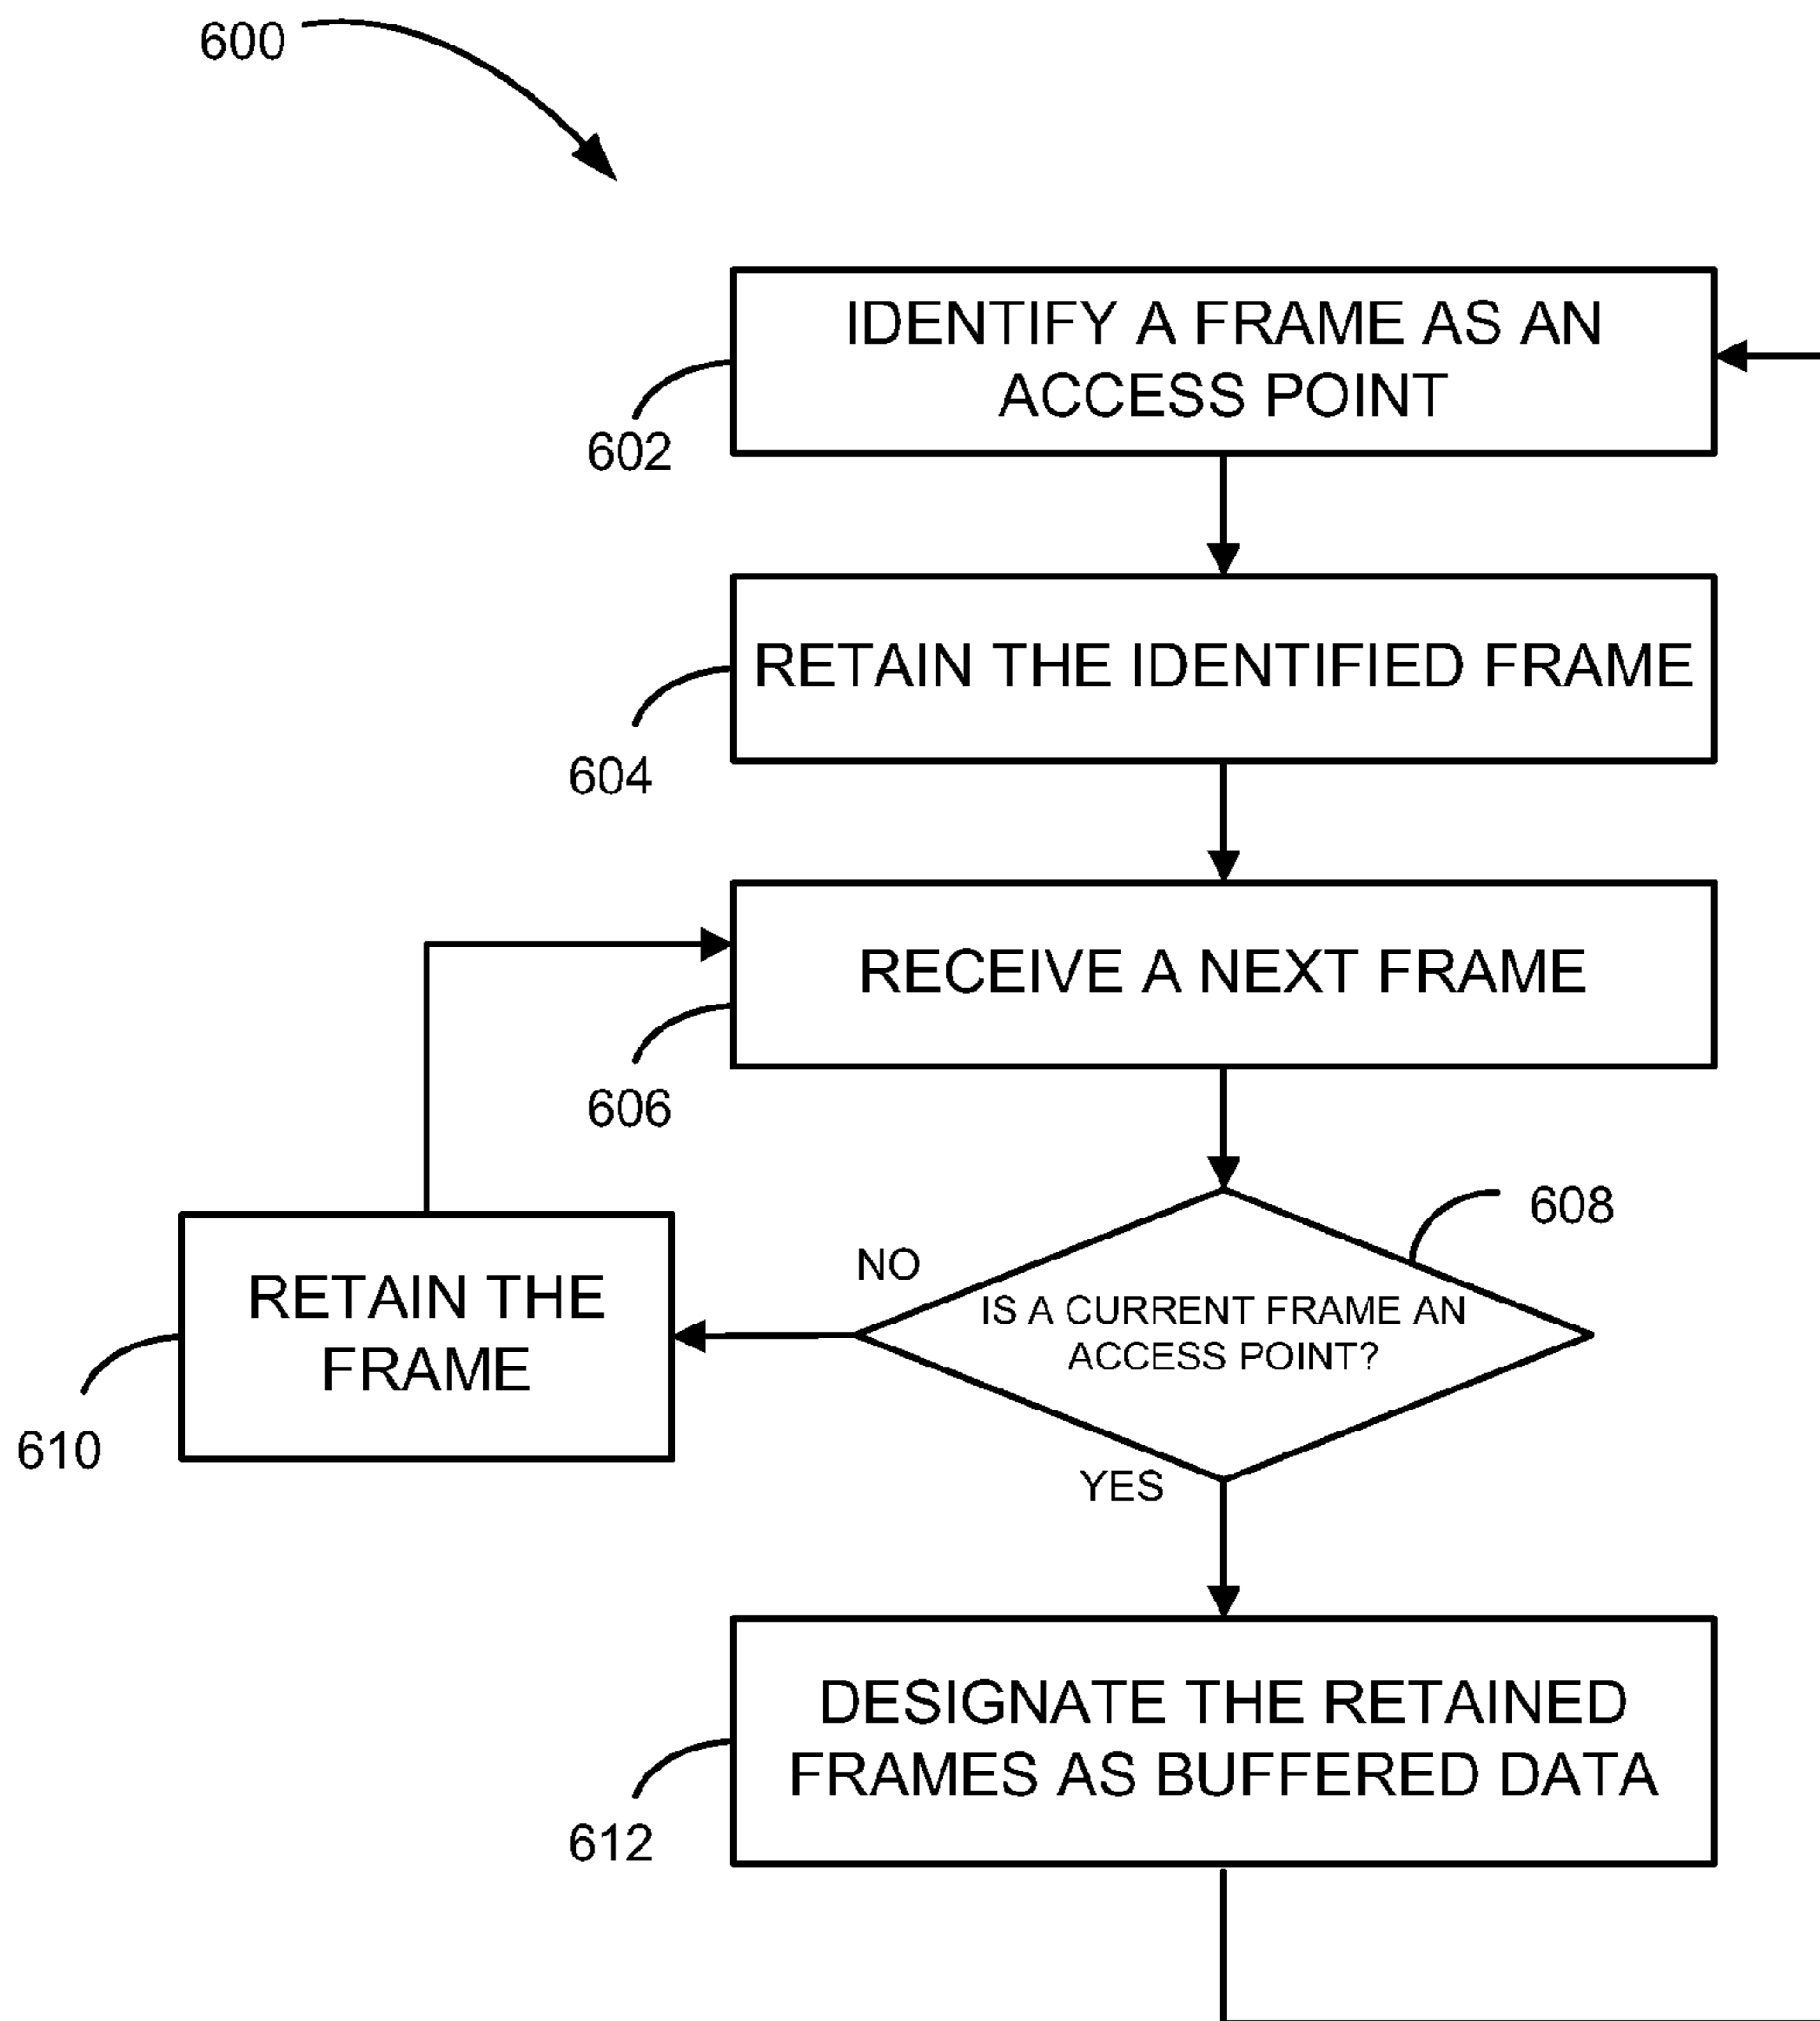 600
IDENTIFY A FRAME AS AN
ACCESS POINT
602
RETAIN THE IDENTIFIED FRAME
604
RECEIVE A NEXT FRAME
606
608
NO
IS A CURRENT FRAME AN
ACCESS POINT?
RETAIN THE
FRAME
610
YES
DESIGNATE THE RETAINED
FRAMES AS BUFFERED DATA
612